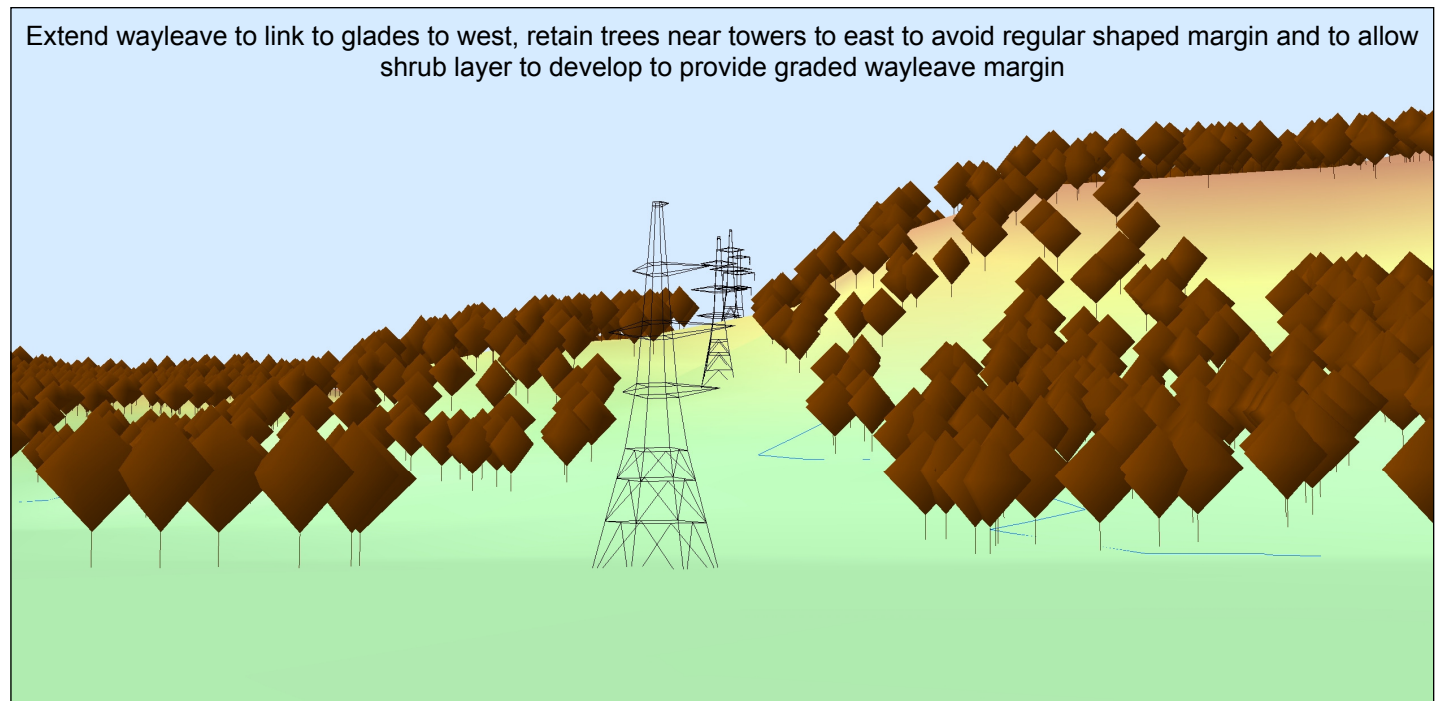 Extend wayleave to link to glades to west, retain trees near towers to east to avoid regular shaped margin and to allow
shrub layer to develop to provide graded wayleave margin